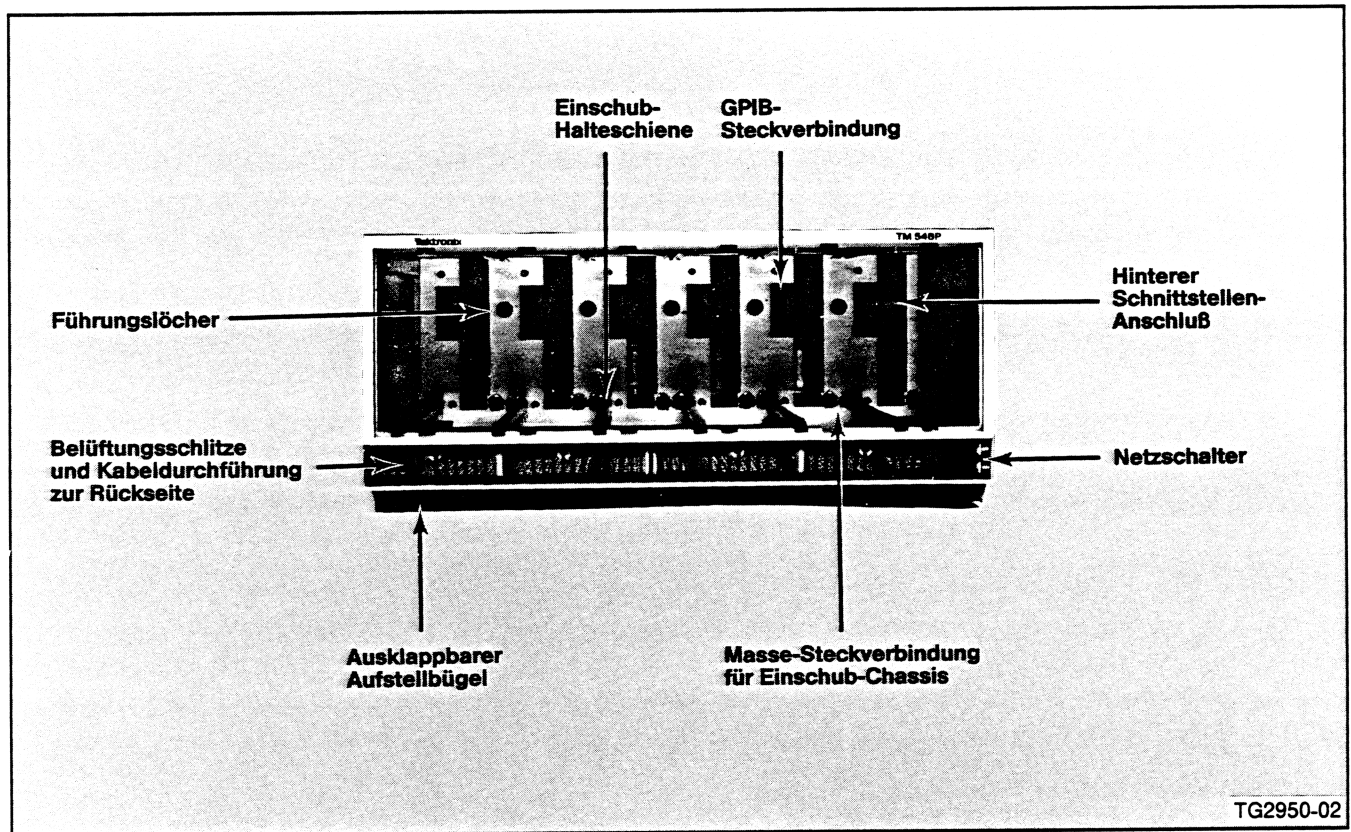 Einschub-
Halteschiene
GPIB-
Steckverbindung
Tektronix
TM 546P
Führungslöcher
Hinterer
Schnittstellen-
Anschluß
Belüftungsschlitze
und Kabeldurchführung
zur Rückseite
Netzschalter
Ausklappbarer
Aufstellbügel
Masse-Steckverbindung
für Einschub-Chassis
TG2950-02